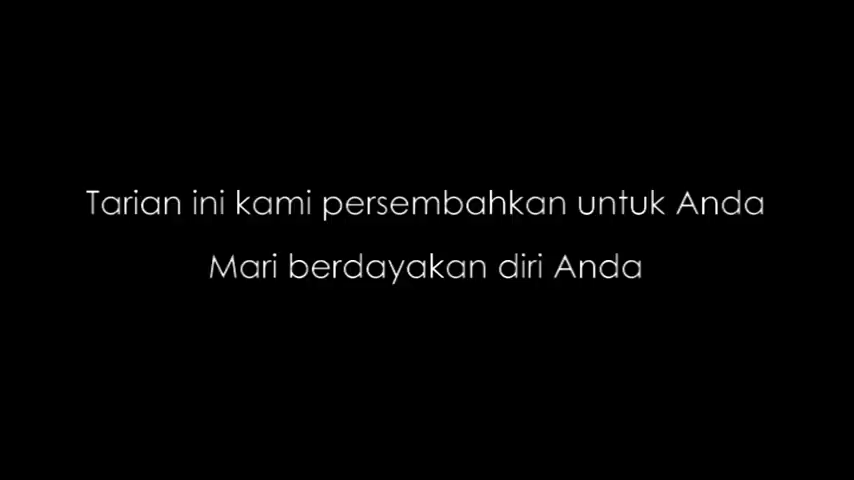 Tarian ini kami persembahkan untuk Anda
Mari berdayakan diri Anda